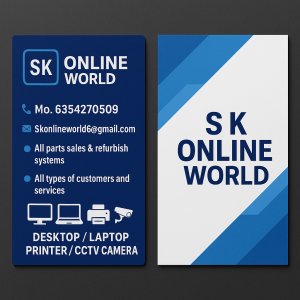 SK
ONLINE
WORLD
Mo. 6354270509
Skonlineworld6@gmail.com
All parts sales & refurbish
systems
All types of customers and
services
DESKTOP / LAPTOP
PRINTER / CCTV CAMERA
S K
ONLINE
WORLD